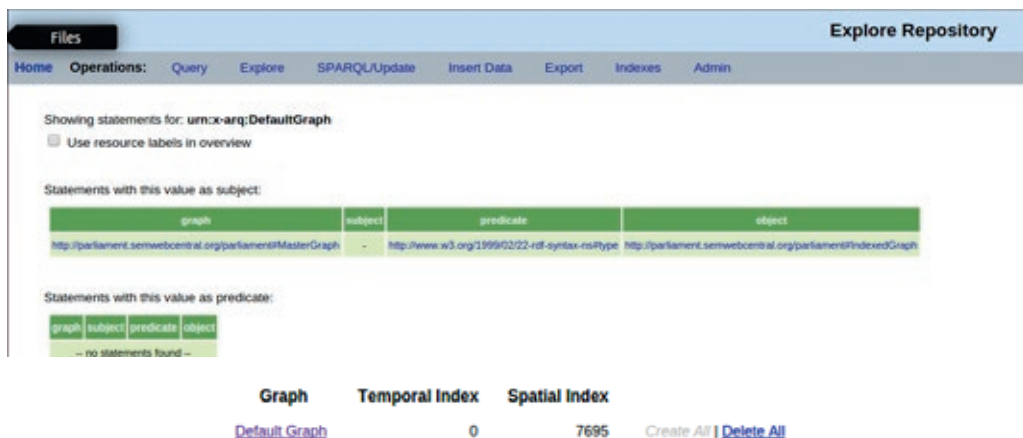 Files
Explore Repository
Home Operations: Query Explore SPARQL/Update Insert Data Export Indexes Admin
Showing statements for: urn:x-arq:DefaultGraph
Use resource labels in overview
Statements with this value as subject:
graph subject predicate object
http://parliament.semwebcentral.org/parliament#MasterGraph - http://www.w3.org/1999/02/22-rdf-syntax-ns#type http://parliament.semwebcentral.org/parliament#IndexedGraph
Statements with this value as predicate:
graph subject predicate object
-- no statements found --
Graph Temporal Index Spatial Index
Default Graph 0 7695 Create All | Delete All